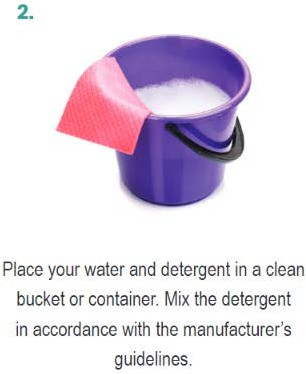 2.
Place your water and detergent in a clean
bucket or container. Mix the detergent
in accordance with the manufacturer's
guidelines.